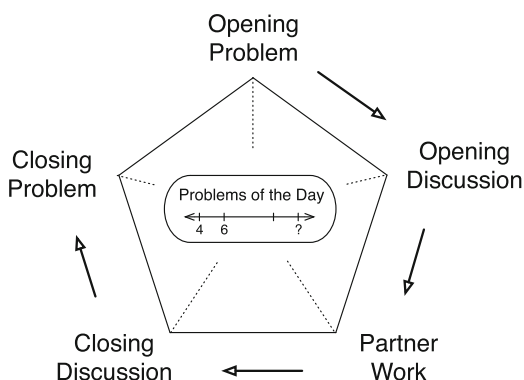 Opening
Problem
Opening
Discussion
Partner
Work
Closing
Discussion
Closing
Problem
Problems of the Day
4 6 ?